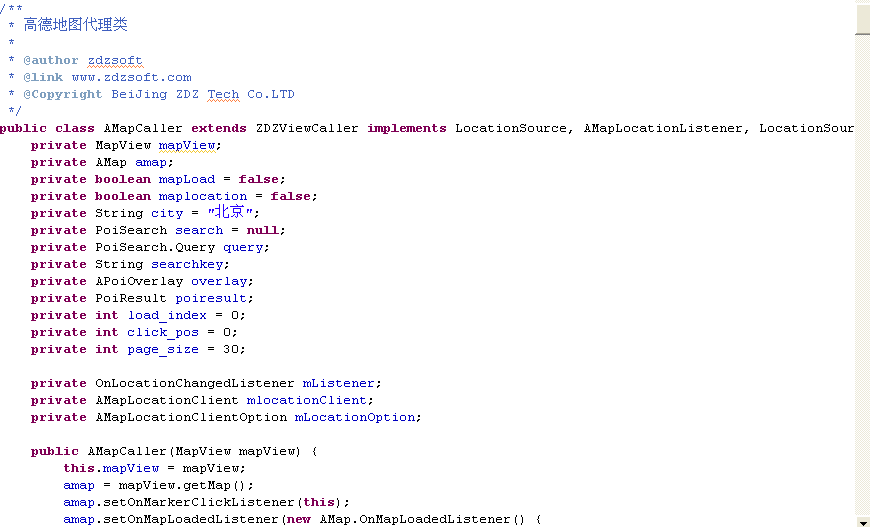 /**
 * 高德地图代理类
 *
 * @author zdzsoft
 * @link www.zdzsoft.com
 * @Copyright BeiJing ZDZ Tech Co.LTD
 */
public class AMapCaller extends ZDZViewCaller implements LocationSource, AMapLocationListener, LocationSour
    private MapView mapView;
    private AMap amap;
    private boolean mapLoad = false;
    private boolean maplocation = false;
    private String city = "北京";
    private PoiSearch search = null;
    private PoiSearch.Query query;
    private String searchkey;
    private APoiOverlay overlay;
    private PoiResult poiresult;
    private int load_index = 0;
    private int click_pos = 0;
    private int page_size = 30;

    private OnLocationChangedListener mListener;
    private AMapLocationClient mlocationClient;
    private AMapLocationClientOption mLocationOption;

    public AMapCaller(MapView mapView) {
        this.mapView = mapView;
        amap = mapView.getMap();
        amap.setOnMarkerClickListener(this);
        amap.setOnMapLoadedListener(new AMap.OnMapLoadedListener() {